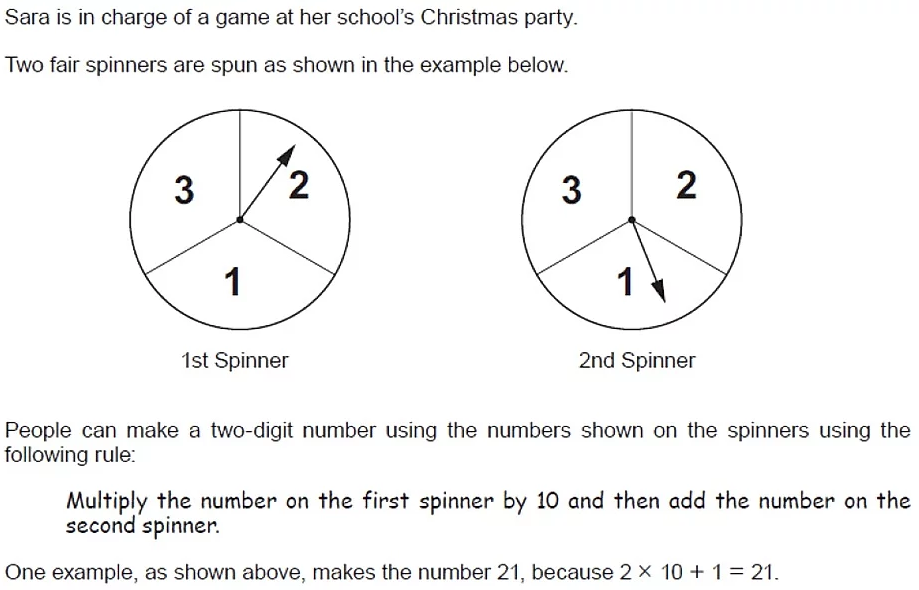 Sara is in charge of a game at her school’s Christmas party.
Two fair spinners are spun as shown in the example below.
3 2 3 2
1 1
1st Spinner 2nd Spinner
People can make a two-digit number using the numbers shown on the spinners using the
following rule:
Multiply the number on the first spinner by 10 and then add the number on the
second spinner.
One example, as shown above, makes the number 21, because 2 × 10 + 1 = 21.